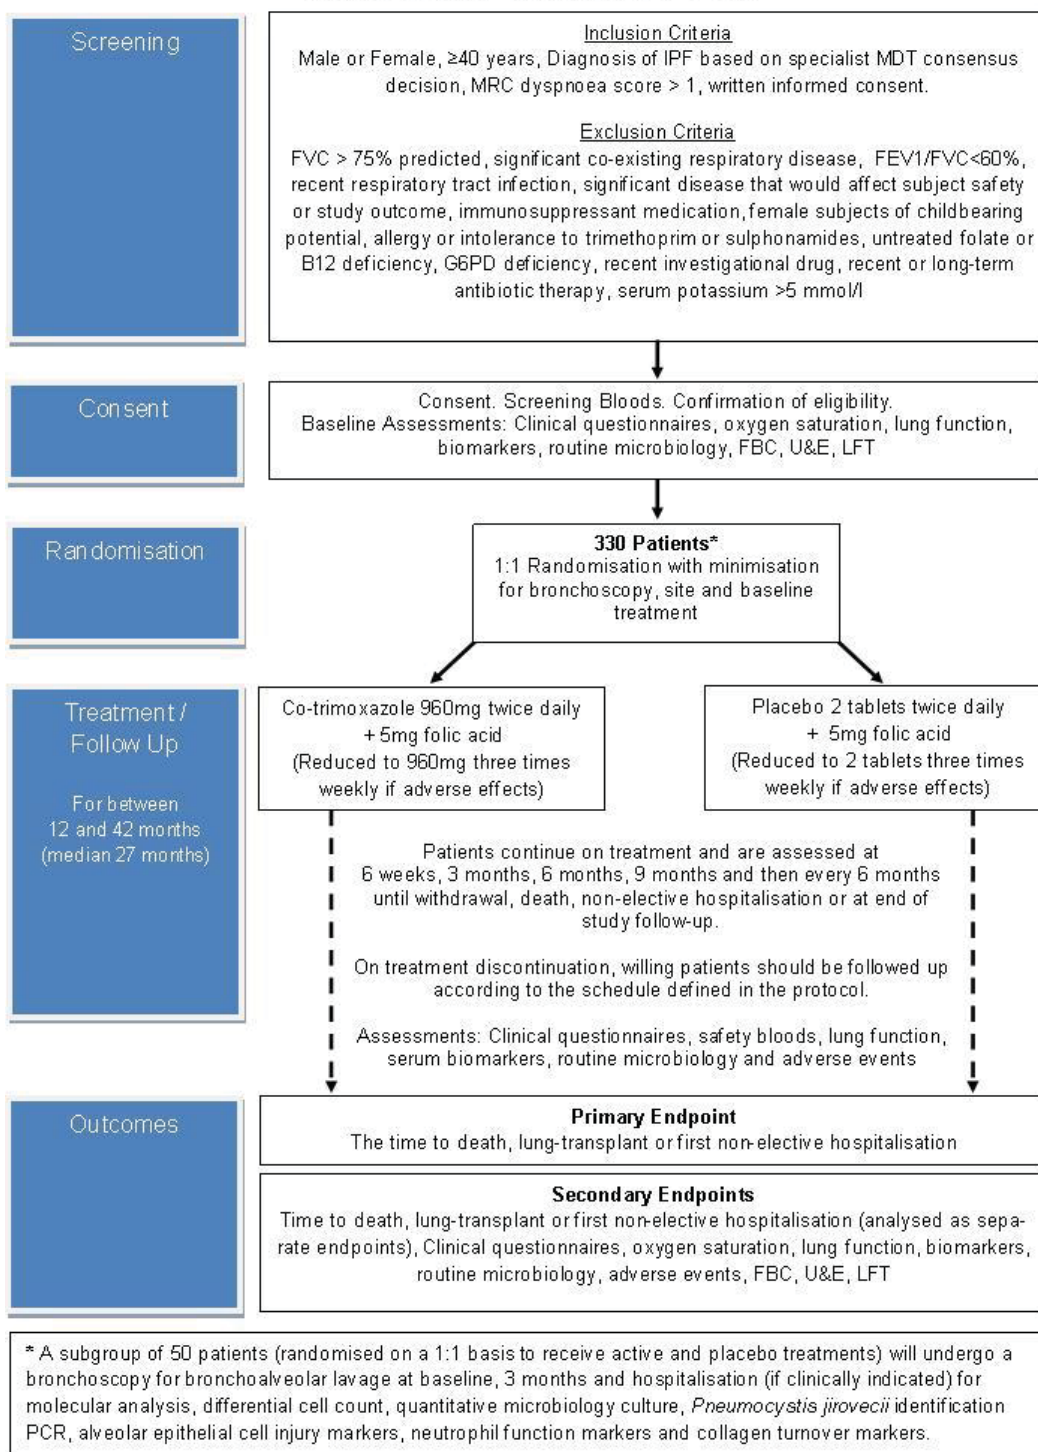 Screening
Inclusion Criteria
Male or Female, ≥40 years, Diagnosis of IPF based on specialist MDT consensus
decision, MRC dyspnoea score > 1, written informed consent.
Exclusion Criteria
FVC > 75% predicted, significant co-existing respiratory disease, FEV1/FVC<60%,
recent respiratory tract infection, significant disease that would affect subject safety
or study outcome, immunosuppressant medication, female subjects of childbearing
potential, allergy or intolerance to trimethoprim or sulphonamides, untreated folate or
B12 deficiency, G6PD deficiency, recent investigational drug, recent or long-term
antibiotic therapy, serum potassium >5 mmol/l
Consent
Consent. Screening Bloods. Confirmation of eligibility.
Baseline Assessments: Clinical questionnaires, oxygen saturation, lung function,
biomarkers, routine microbiology, FBC, U&E, LFT
Randomisation
330 Patients*
1:1 Randomisation with minimisation
for bronchoscopy, site and baseline
treatment
Treatment /
Follow Up
For between
12 and 42 months
(median 27 months)
Co-trimoxazole 960mg twice daily
+ 5mg folic acid
(Reduced to 960mg three times
weekly if adverse effects)
Placebo 2 tablets twice daily
+ 5mg folic acid
(Reduced to 2 tablets three times
weekly if adverse effects)
Patients continue on treatment and are assessed at
6 weeks, 3 months, 6 months, 9 months and then every 6 months
until withdrawal, death, non-elective hospitalisation or at end of
study follow-up.
On treatment discontinuation, willing patients should be followed up
according to the schedule defined in the protocol.
Assessments: Clinical questionnaires, safety bloods, lung function,
serum biomarkers, routine microbiology and adverse events
Outcomes
Primary Endpoint
The time to death, lung-transplant or first non-elective hospitalisation
Secondary Endpoints
Time to death, lung-transplant or first non-elective hospitalisation (analysed as sepa-
rate endpoints), Clinical questionnaires, oxygen saturation, lung function, biomarkers,
routine microbiology, adverse events, FBC, U&E, LFT
* A subgroup of 50 patients (randomised on a 1:1 basis to receive active and placebo treatments) will undergo a
bronchoscopy for bronchoalveolar lavage at baseline, 3 months and hospitalisation (if clinically indicated) for
molecular analysis, differential cell count, quantitative microbiology culture, Pneumocystis jirovecii identification
PCR, alveolar epithelial cell injury markers, neutrophil function markers and collagen turnover markers.